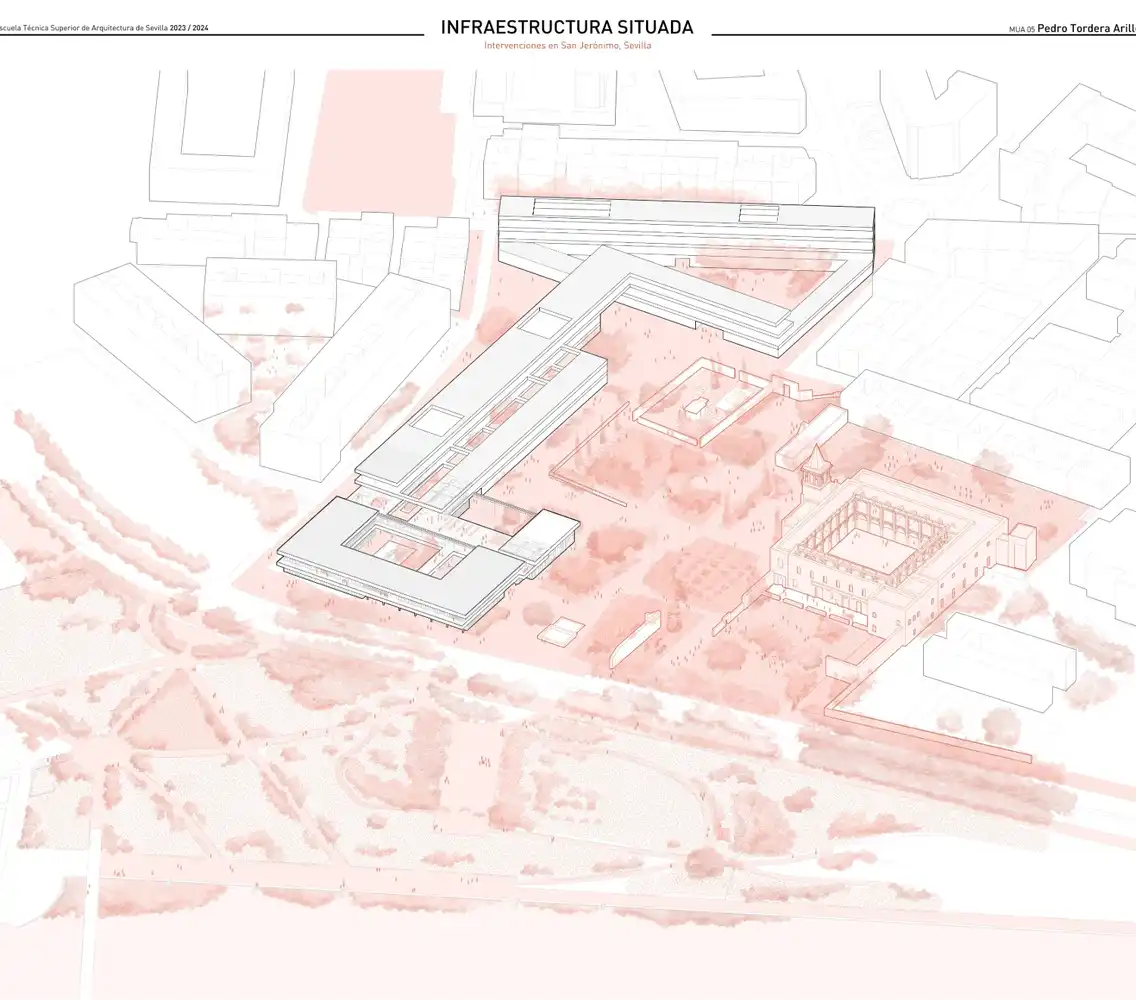 scuela Técnica Superior de Arquitectura de Sevilla 2023 / 2024
INFRAESTRUCTURA SITUADA
Intervenciones en San Jerónimo, Sevilla
MUA 05 Pedro Tordera Arill